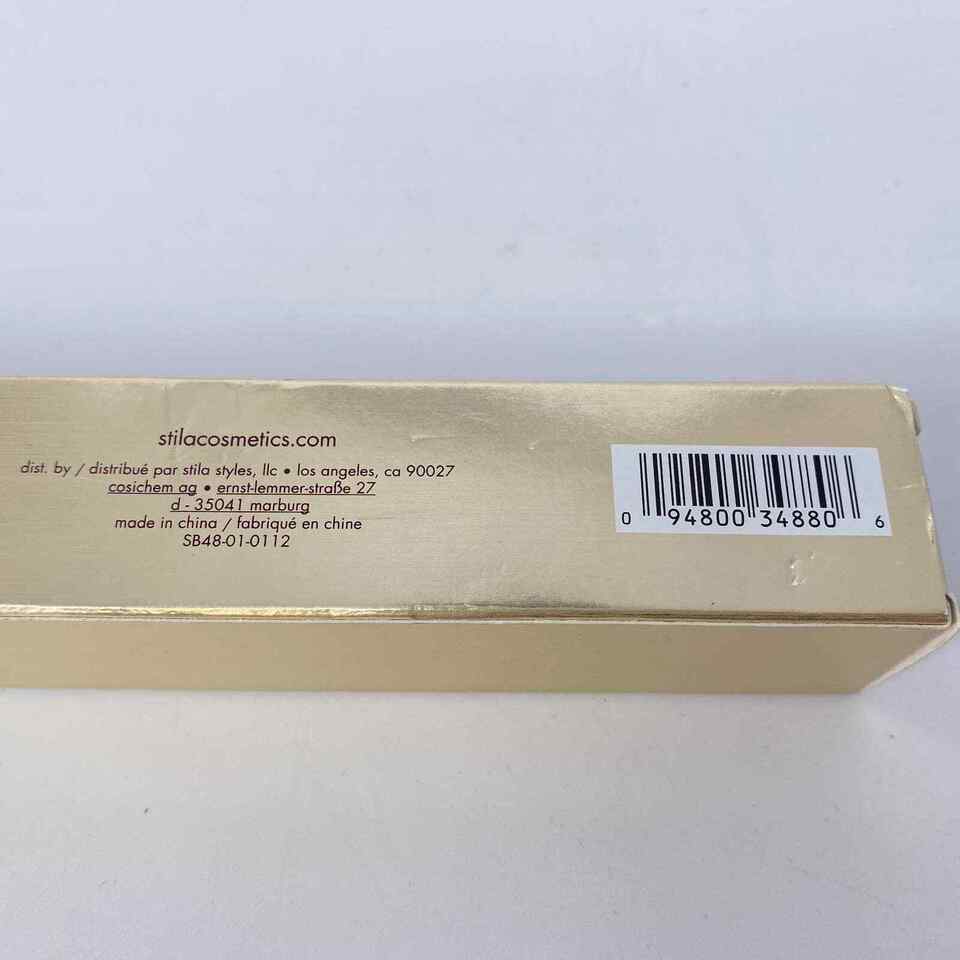 stilacosmetics.com
dist. by / distribué par stila styles, llc • los angeles, ca 90027
cosichem ag • ernst-lemmer-straße 27
d - 35041 marburg
made in china / fabriqué en chine
SB48-01-0112
0 94800 34880 6